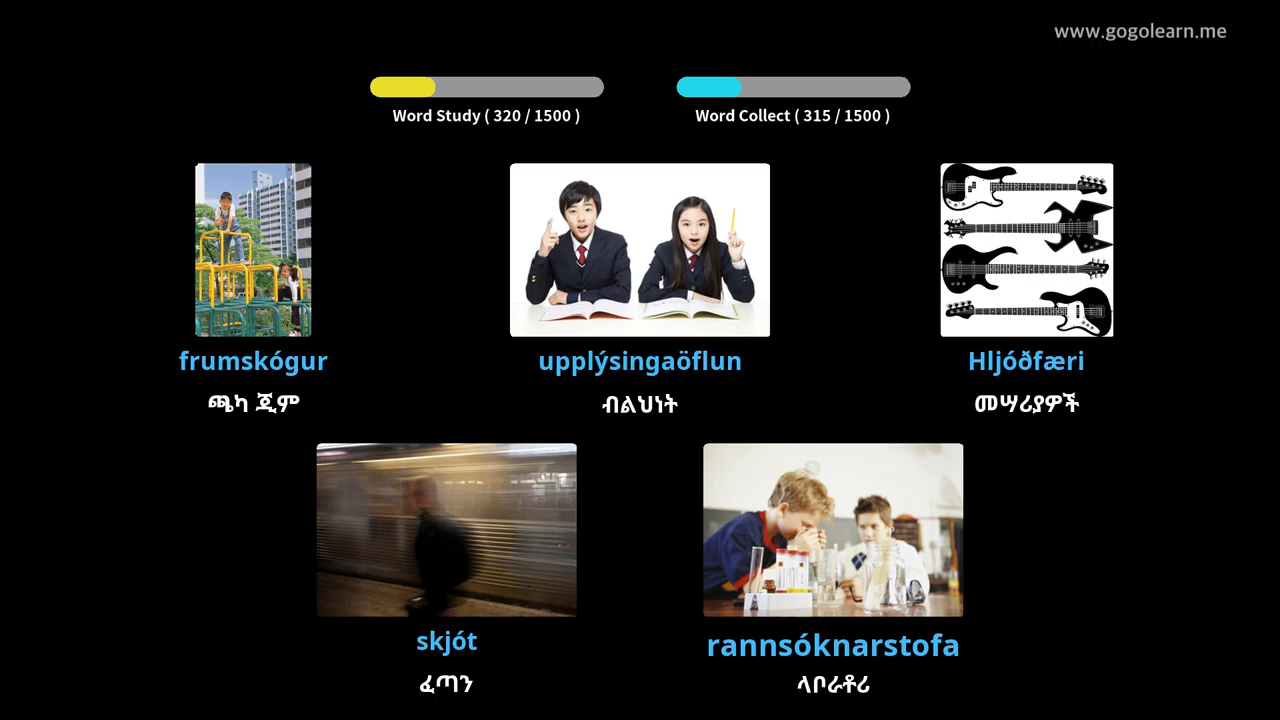 www.gogolearn.me
Word Study ( 320 / 1500 )
Word Collect ( 315 / 1500 )
frumskógur
ጫካ ጂም
upplýsingaöflun
ብልህነት
Hljóðfæri
መሣሪያዎች
skjót
ፈጣን
rannsóknarstofa
ላቦራቶሪ